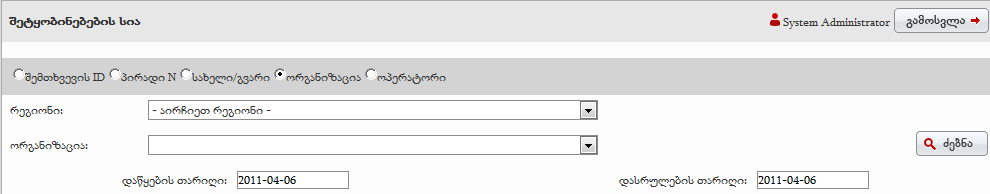 შეტყობინებების სია System Administrator გამოსვლა
შემთხვევის ID პირადი N სახელი/გვარი ორგანიზაცია ოპერატორი
რეგიონი: - აირჩიეთ რეგიონი -
ორგანიზაცია: ძებნა
დაწყების თარიღი: 2011-04-06 დასრულების თარიღი: 2011-04-06